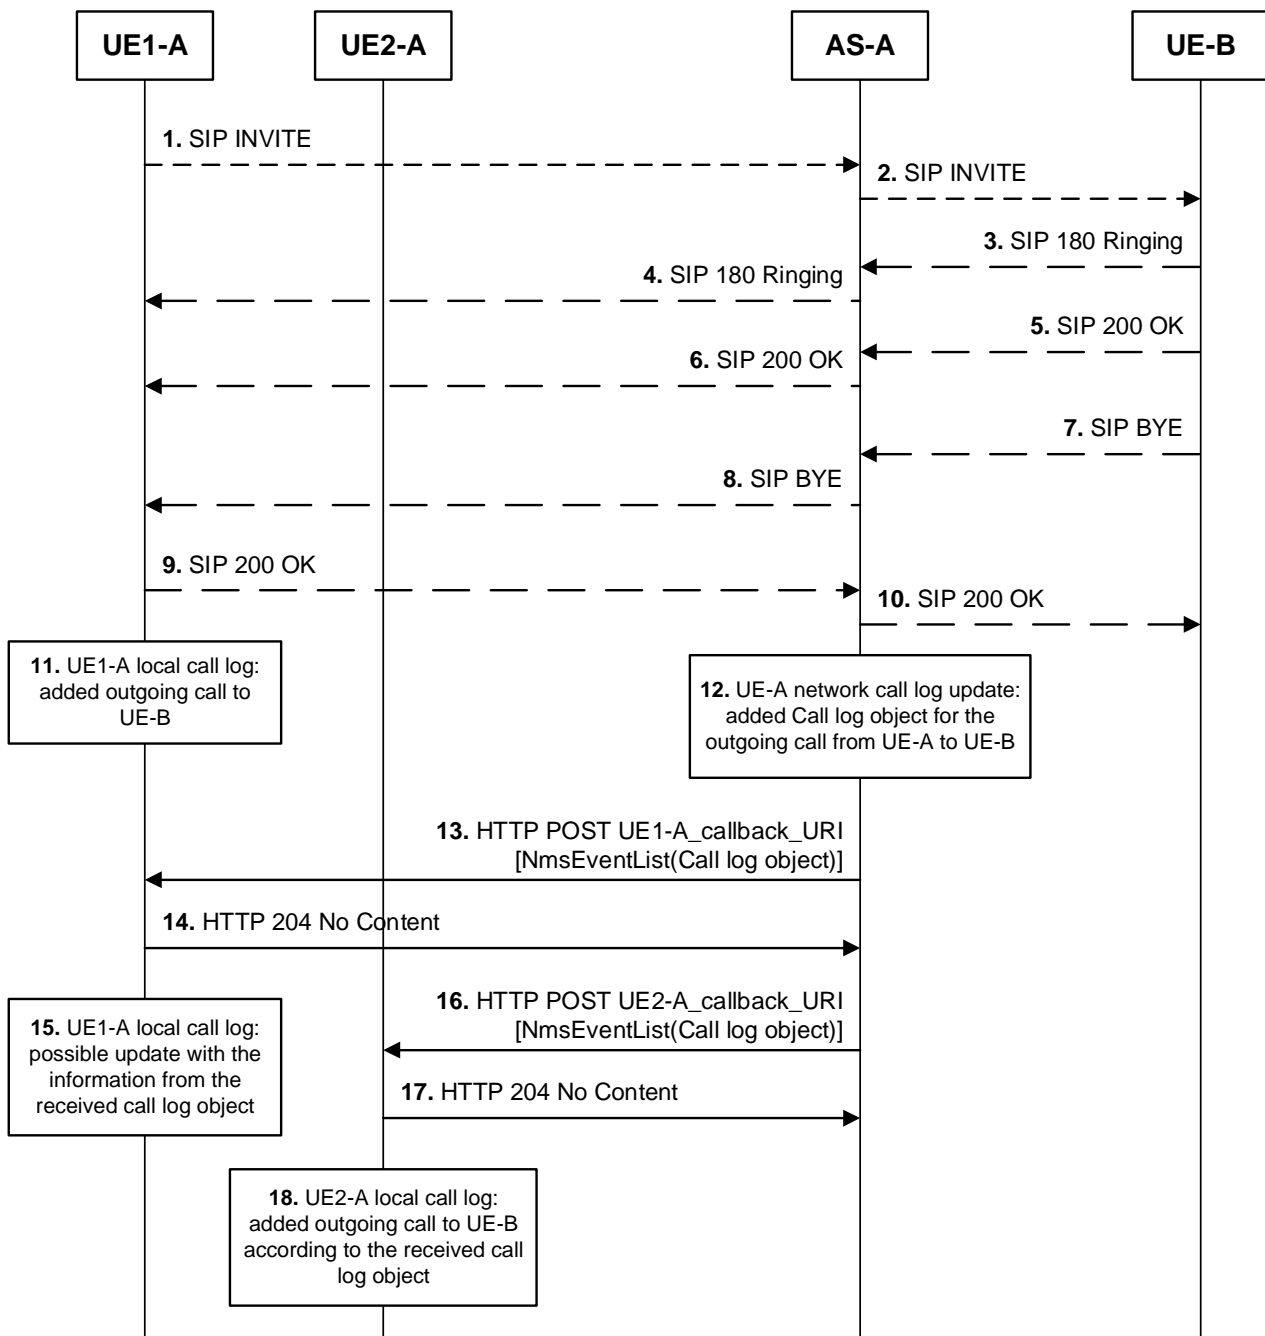 UE1-A
UE2-A
AS-A
UE-B
1. SIP INVITE
2. SIP INVITE
3. SIP 180 Ringing
4. SIP 180 Ringing
5. SIP 200 OK
6. SIP 200 OK
7. SIP BYE
8. SIP BYE
9. SIP 200 OK
10. SIP 200 OK
11. UE1-A local call log:
added outgoing call to
UE-B
12. UE-A network call log update:
added Call log object for the
outgoing call from UE-A to UE-B
13. HTTP POST UE1-A_callback_URI
[NmsEventList(Call log object)]
14. HTTP 204 No Content
15. UE1-A local call log:
possible update with the
information from the
received call log object
16. HTTP POST UE2-A_callback_URI
[NmsEventList(Call log object)]
17. HTTP 204 No Content
18. UE2-A local call log:
added outgoing call to UE-B
according to the received call
log object